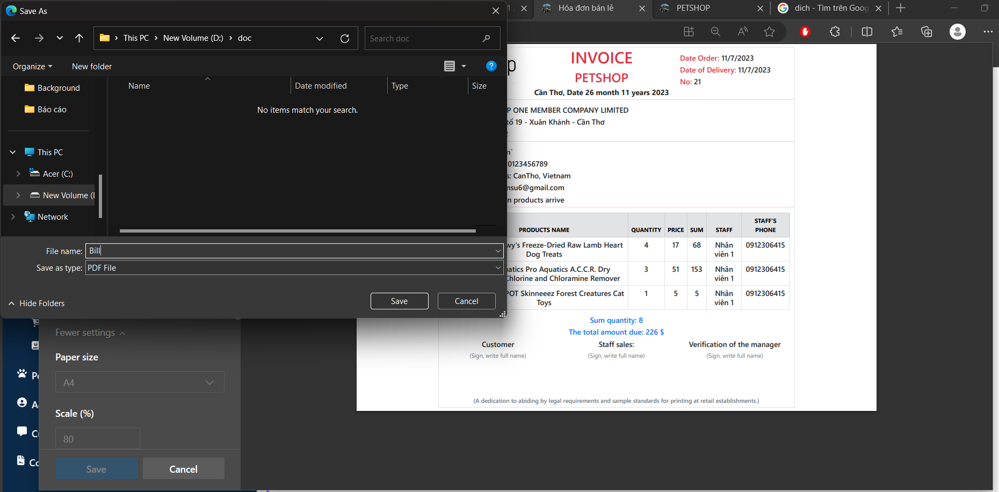 Save As
Hóa đơn bán lẻ
PETSHOP
dich - Tìm trên Goog
This PC
New Volume (D:)
doc
Search doc
Organize
New folder
Name
Date modified
Type
Size
Background
Báo cáo
No items match your search.
This PC
Acer (C:)
New Volume (
Network
File name:
Bill
Save as type:
PDF File
Hide Folders
Save
Cancel
Fewer settings
Paper size
A4
Scale (%)
80
Save
Cancel
p
INVOICE
PETSHOP
Cần Thơ, Date 26 month 11 years 2023
Date Order: 11/7/2023
Date of Delivery: 11/7/2023
No: 21
P ONE MEMBER COMPANY LIMITED
tổ 19 - Xuân Khánh - Cần Thơ
n`
0123456789
s: CanTho, Vietnam
nsu6@gmail.com
n products arrive
PRODUCTS NAME
QUANTITY
PRICE
SUM
STAFF
STAFF'S
PHONE
wy's Freeze-Dried Raw Lamb Heart
Dog Treats
4
17
68
Nhân
viên 1
0912306415
atics Pro Aquatics A.C.C.R. Dry
Chlorine and Chloramine Remover
3
51
153
Nhân
viên 1
0912306415
POT Skinneeez Forest Creatures Cat
Toys
1
5
5
Nhân
viên 1
0912306415
Sum quantity: 8
The total amount due: 226 $
Customer
(Sign, write full name)
Staff sales:
(Sign, write full name)
Verification of the manager
(Sign, write full name)
(A dedication to abiding by legal requirements and sample standards for printing at retail establishments.)